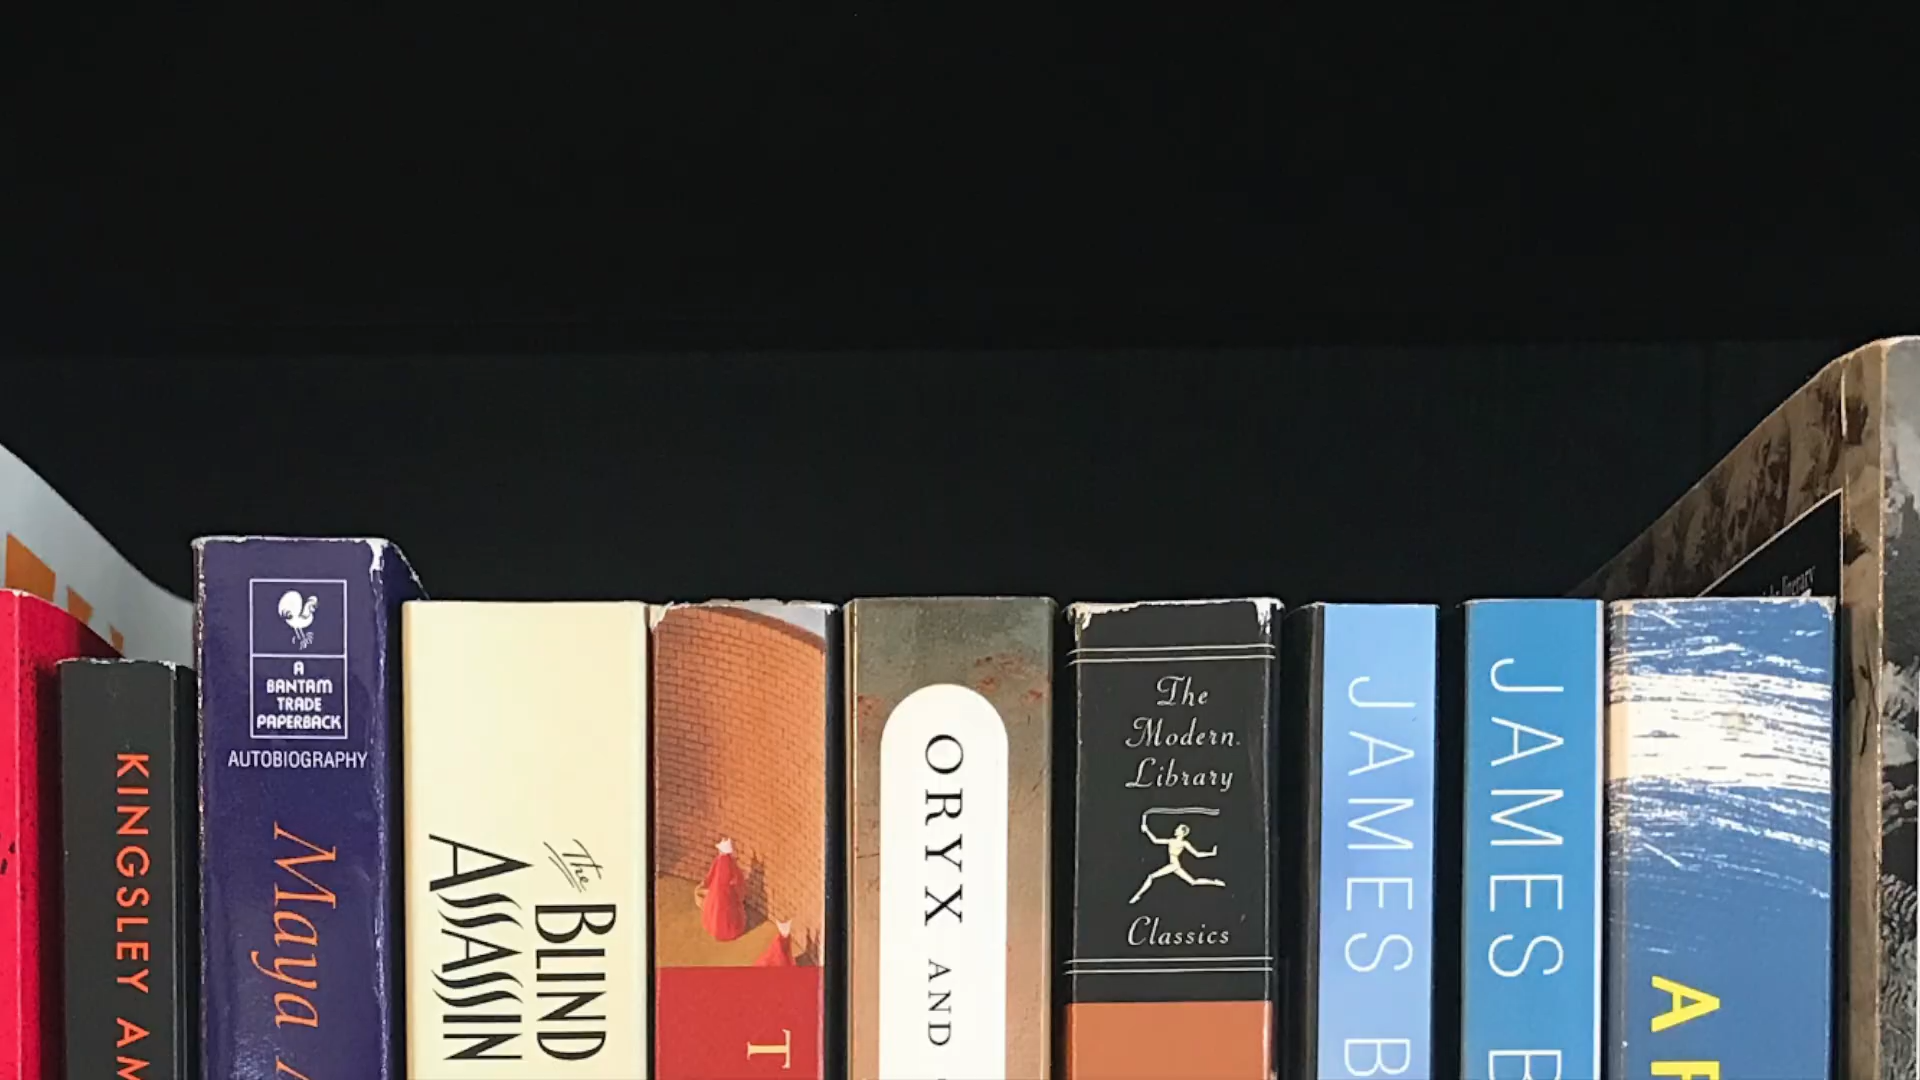 KINGSLEY AM
A
BANTAM
TRADE
PAPERBACK
AUTOBIOGRAPHY
Maya
The
BLIND
ASSASSIN
T
ORYX AND
The
Modern
Library
Classics
JAMES B
JAMES B
A